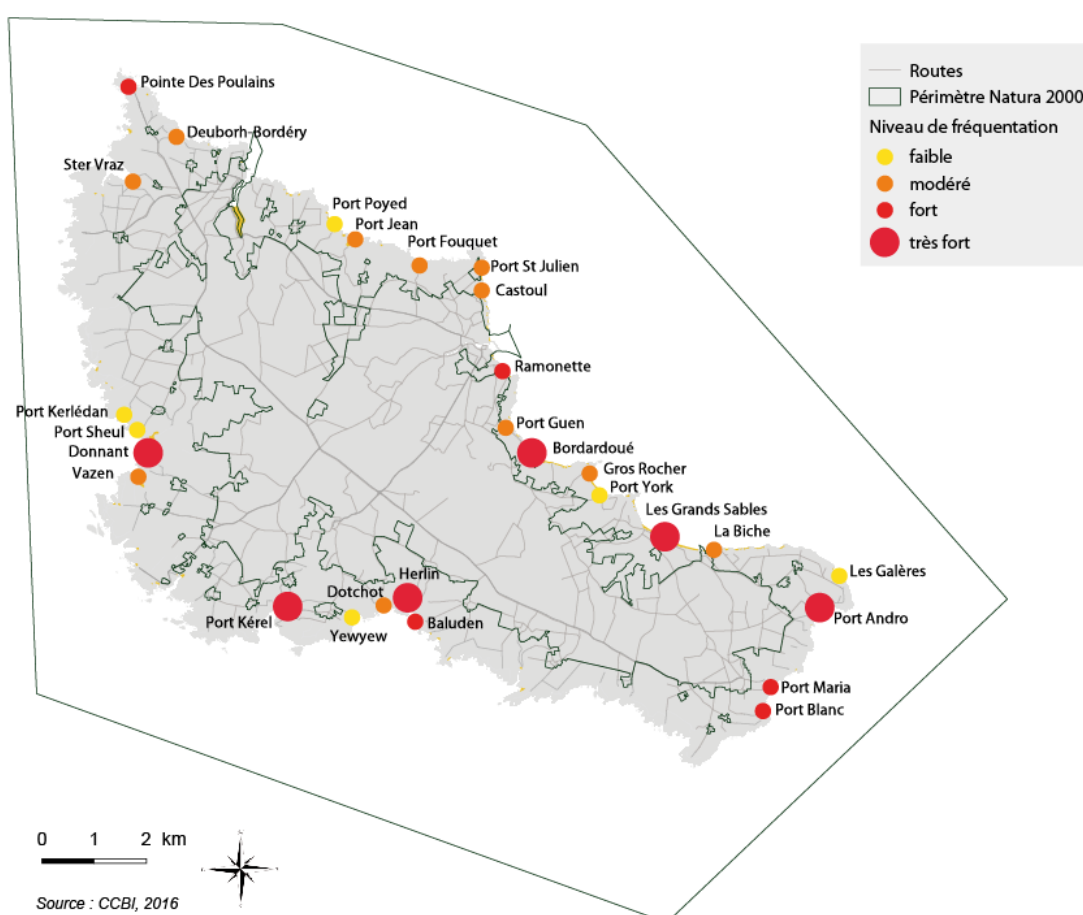 Pointe Des Poulains
Deuborh-Bordéry
Ster Vraz
Port Poyed
Port Jean
Port Fouquet
Port St Julien
Castoul
Ramonette
Port Kerlédan
Port Sheul
Donnant
Vazen
Port Guen
Bordardoué
Gros Rocher
Port York
Les Grands Sables
La Biche
Les Galères
Port Andro
Herlin
Dotchot
Port Kérel
Yewyew
Baluden
Port Maria
Port Blanc
Routes
Périmètre Natura 2000
Niveau de fréquentation
faible
modéré
fort
très fort
0 1 2 km
Source : CCBI, 2016